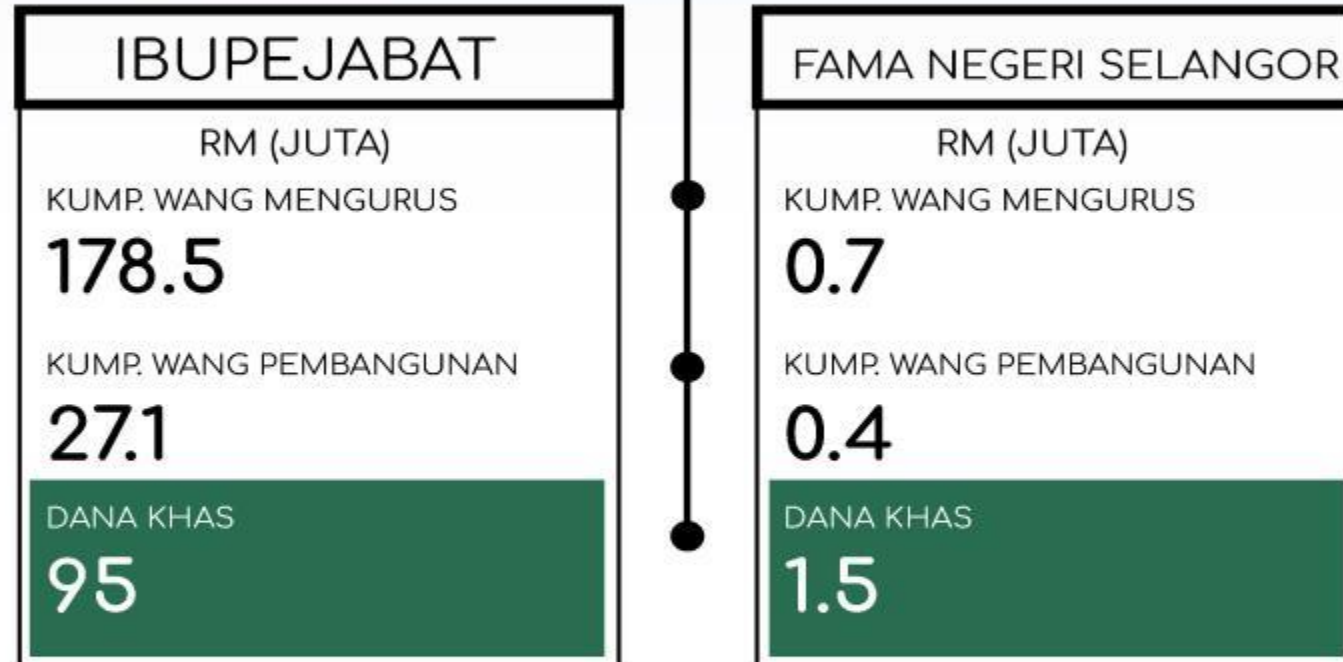 IBUPEJABAT
RM (JUTA)
KUMP. WANG MENGURUS
178.5
KUMP. WANG PEMBANGUNAN
27.1
DANA KHAS
95
FAMA NEGERI SELANGOR
RM (JUTA)
KUMP. WANG MENGURUS
0.7
KUMP. WANG PEMBANGUNAN
0.4
DANA KHAS
1.5